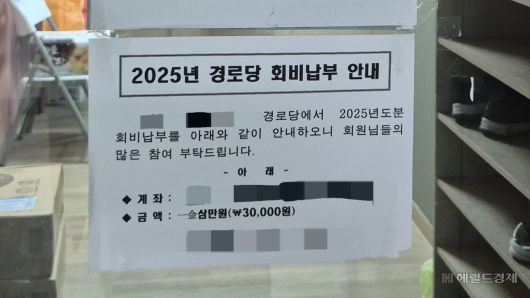 2025년 경로당 회비납부 안내
경로당에서 2025년도분
회비납부를 아래와 같이 안내하오니 회원님들의
많은 참여 부탁드립니다.
- 아 래 -
◆ 계 좌 :
◆ 금 액 : 一金삼만원(₩30,000원)
헤럴드경제